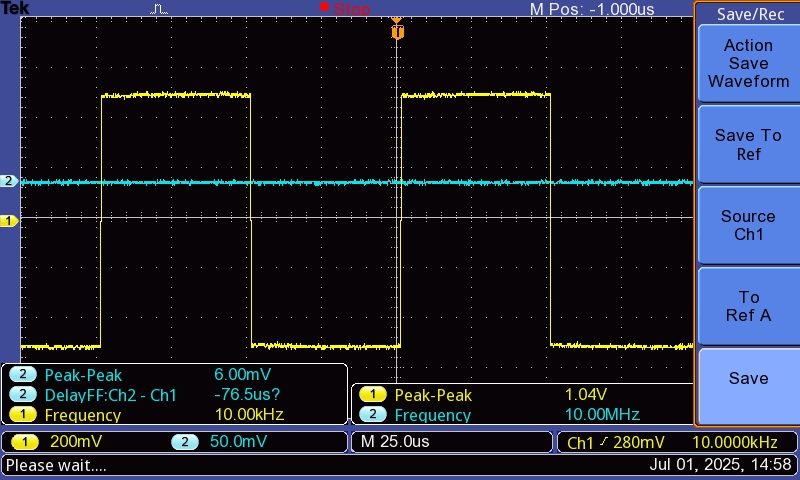 Tek
Stop
M Pos: -1.000us
Save/Rec
T
Action
Save
Waveform
Save To
Ref
2
1
Source
Ch1
To
Ref A
Save
2 Peak-Peak 6.00mV
2 DelayFF:Ch2 - Ch1 -76.5us?
1 Frequency 10.00kHz
1 Peak-Peak 1.04V
2 Frequency 10.00MHz
1 200mV 2 50.0mV M 25.0us Ch1 280mV 10.0000kHz
Please wait.... Jul 01, 2025, 14:58